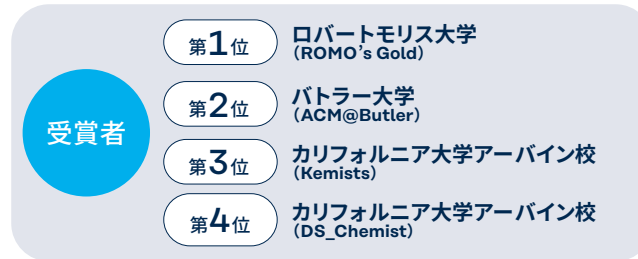 受賞者
第1位
ロバートモリス大学
(ROMO’s Gold)
第2位
バトラー大学
(ACM@Butler)
第3位
カリフォルニア大学アーバイン校
(Kemists)
第4位
カリフォルニア大学アーバイン校
(DS_Chemist)